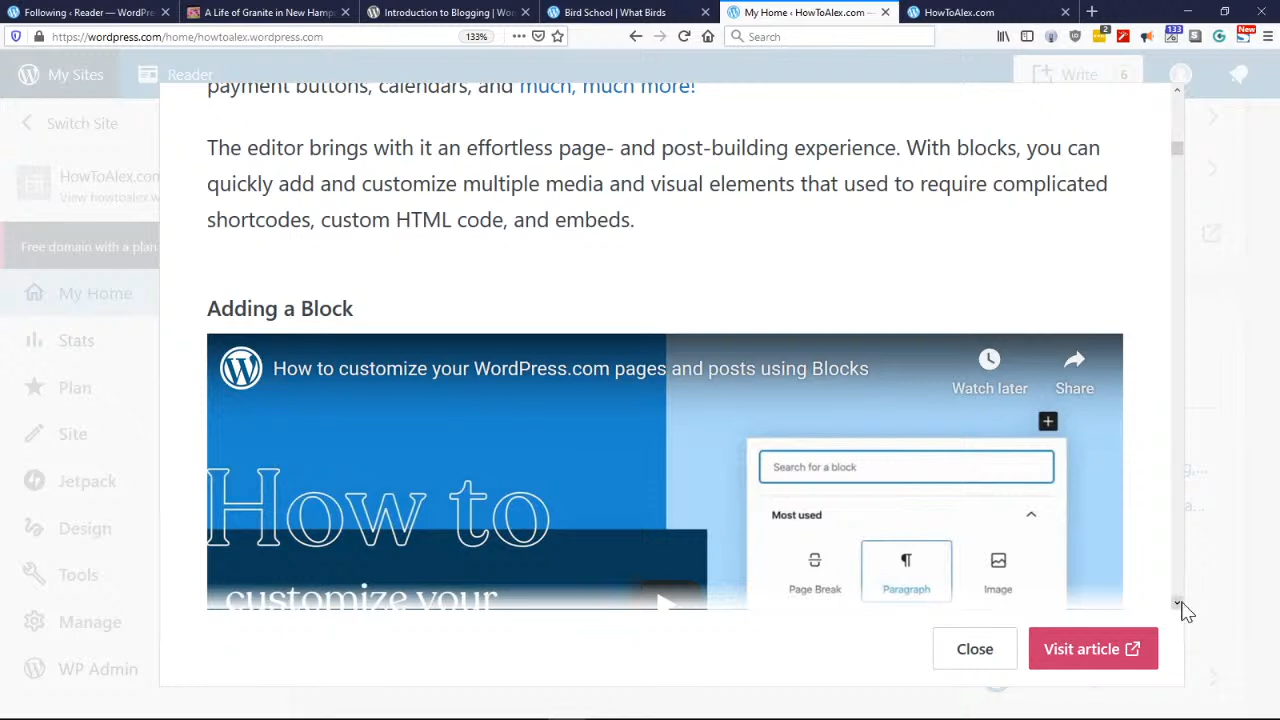 Following ‹ Reader — WordPre
A Life of Granite in New Hamp
Introduction to Blogging | Wo
Bird School | What Birds
My Home ‹ HowToAlex.com —
HowToAlex.com
https://wordpress.com/home/howtoalex.wordpress.com
133%
Search
2
133
New
My Sites
Reader
Write
6
payment buttons, calendars, and much, much more!
Switch Site
The editor brings with it an effortless page- and post-building experience. With blocks, you can
quickly add and customize multiple media and visual elements that used to require complicated
shortcodes, custom HTML code, and embeds.
HowToAlex.com
View howtoalex.w
Free domain with a plan
My Home
Stats
Plan
Site
Jetpack
Design
Tools
Manage
WP Admin
Adding a Block
How to customize your WordPress.com pages and posts using Blocks
Watch later
Share
Search for a block
Most used
Page Break
Paragraph
Image
How to
customize your
Close
Visit article